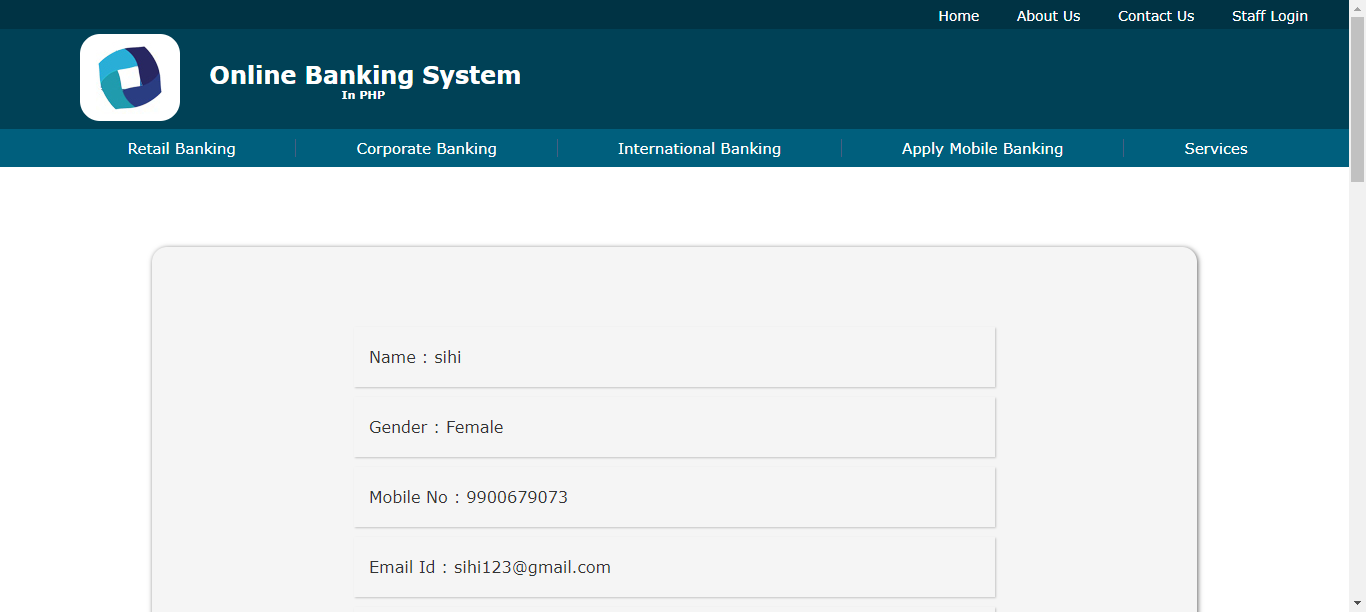 Home About Us Contact Us Staff Login
Online Banking System
In PHP
Retail Banking Corporate Banking International Banking Apply Mobile Banking Services
Name : sihi
Gender : Female
Mobile No : 9900679073
Email Id : sihi123@gmail.com